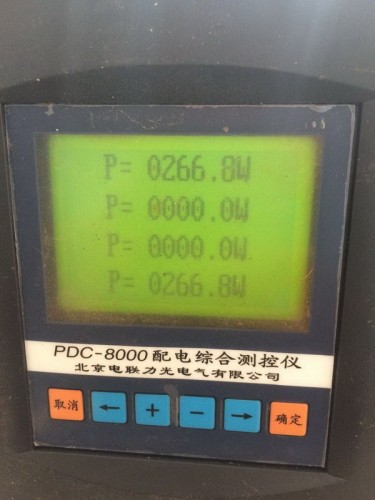 P= 0266.8W
P= 0000.0W
P= 0000.0W
P= 0266.8W
PDC-8000配电综合测控仪
北京电联力光电气有限公司
取消 ← + − → 确定